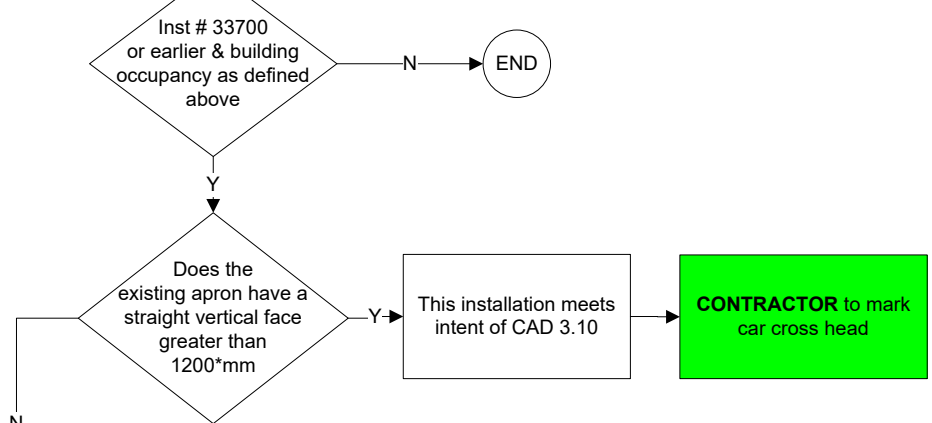 Inst # 33700
or earlier & building
occupancy as defined
above
N
END
Y
Does the
existing apron have a
straight vertical face
greater than
1200*mm
Y
This installation meets
intent of CAD 3.10
CONTRACTOR to mark
car cross head
N